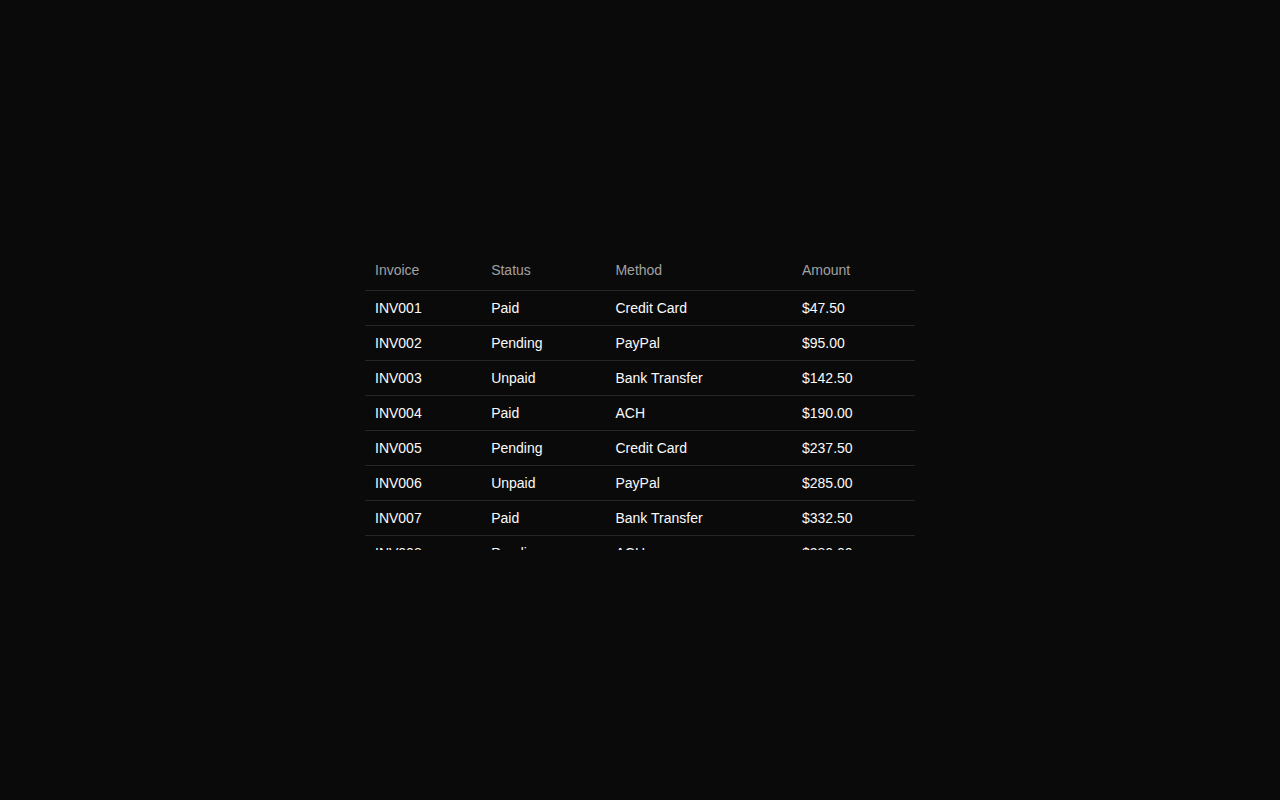 Invoice Status Method Amount
INV001 Paid Credit Card $47.50
INV002 Pending PayPal $95.00
INV003 Unpaid Bank Transfer $142.50
INV004 Paid ACH $190.00
INV005 Pending Credit Card $237.50
INV006 Unpaid PayPal $285.00
INV007 Paid Bank Transfer $332.50